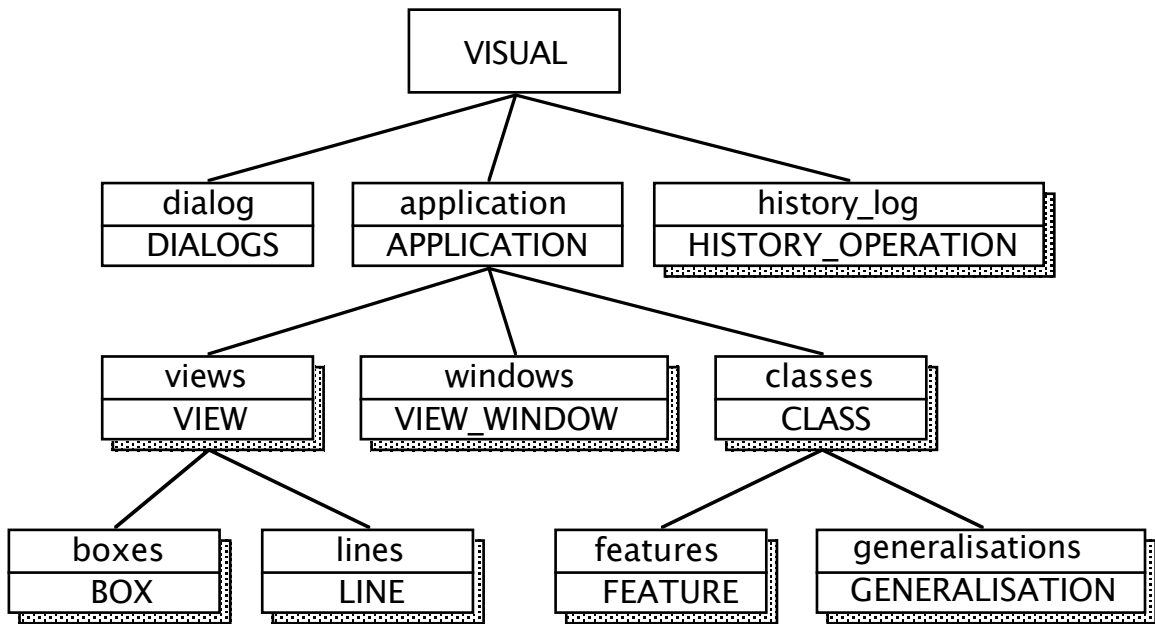 VISUAL
dialog
DIALOGS
application
APPLICATION
history_log
HISTORY_OPERATION
views
VIEW
windows
VIEW_WINDOW
classes
CLASS
boxes
BOX
lines
LINE
features
FEATURE
generalisations
GENERALISATION